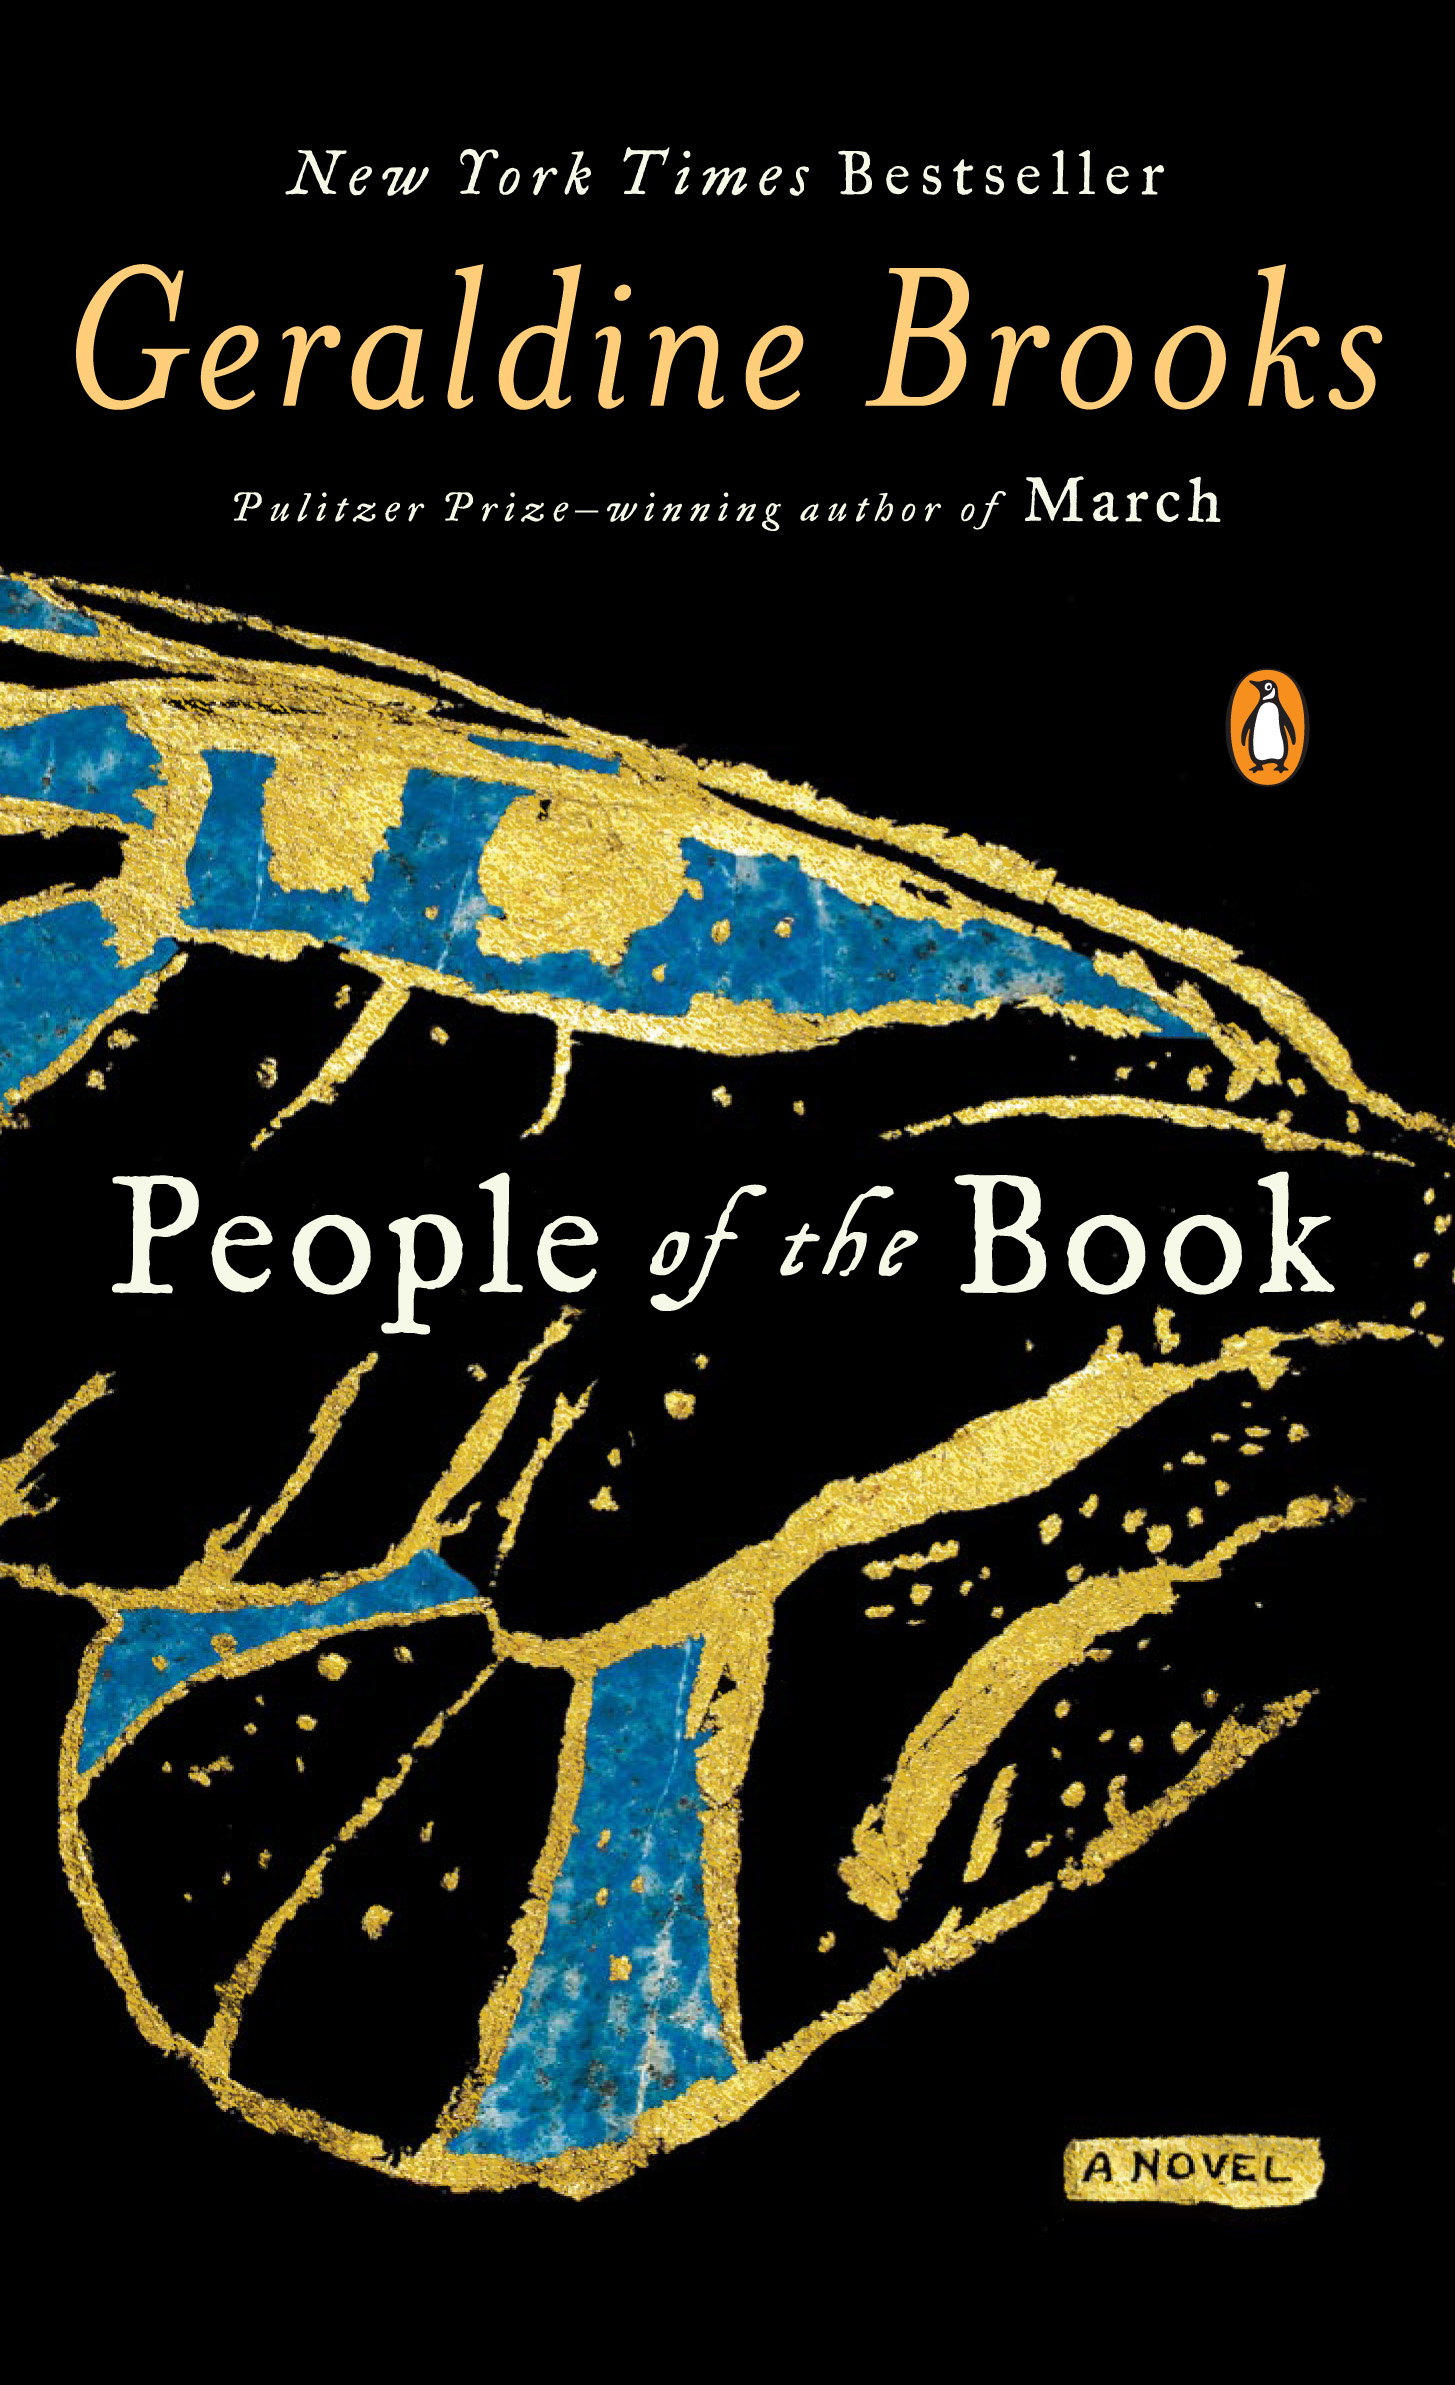 New York Times Bestseller
Geraldine Brooks
Pulitzer Prize–winning author of March
People of the Book
A NOVEL